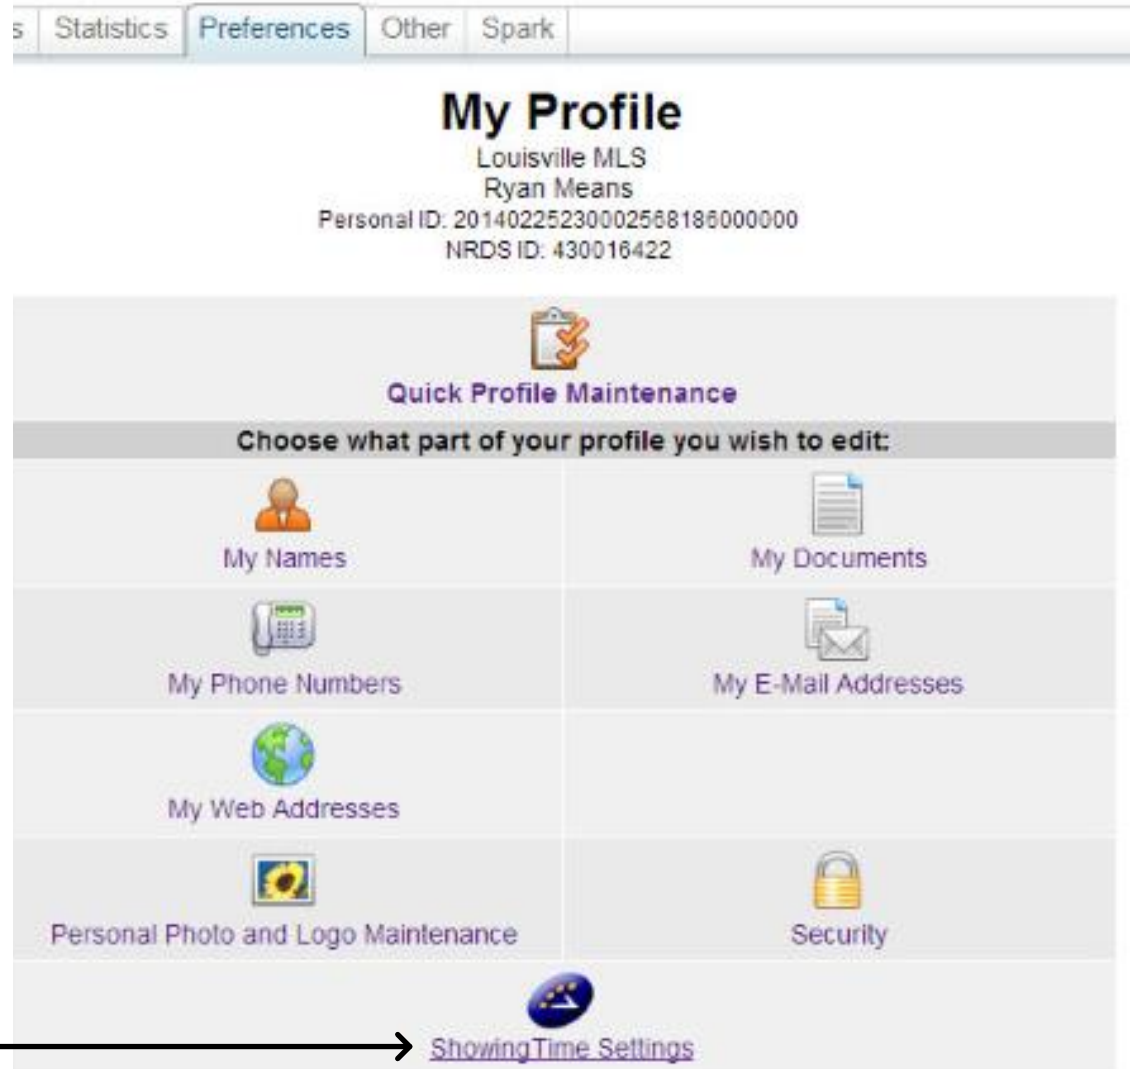 s Statistics Preferences Other Spark
My Profile
Louisville MLS
Ryan Means
Personal ID: 20140225230002568186000000
NRDS ID: 430016422
Quick Profile Maintenance
Choose what part of your profile you wish to edit:
My Names My Documents
My Phone Numbers My E-Mail Addresses
My Web Addresses
Personal Photo and Logo Maintenance Security
ShowingTime Settings